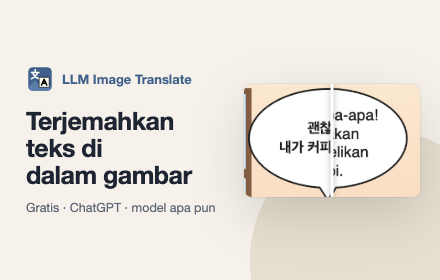 LLM Image Translate
Terjemahkan
teks di
dalam gambar
Gratis · ChatGPT · model apa pun
괜찮 a-apa!
kan
내가 커피 elikan
pi.